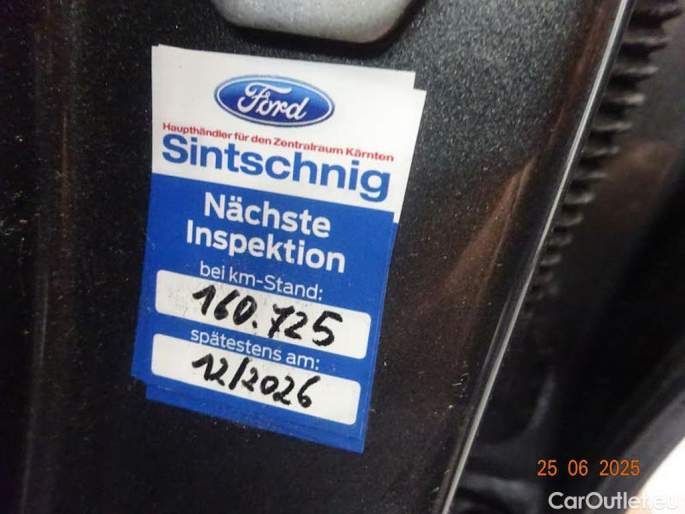 Ford
Haupthändler für den Zentralraum Kärnten
Sintschnig
Nächste
Inspektion
bei km-Stand:
160.725
spätestens am:
12/2026
25 06 2025
CarOutlet.eu